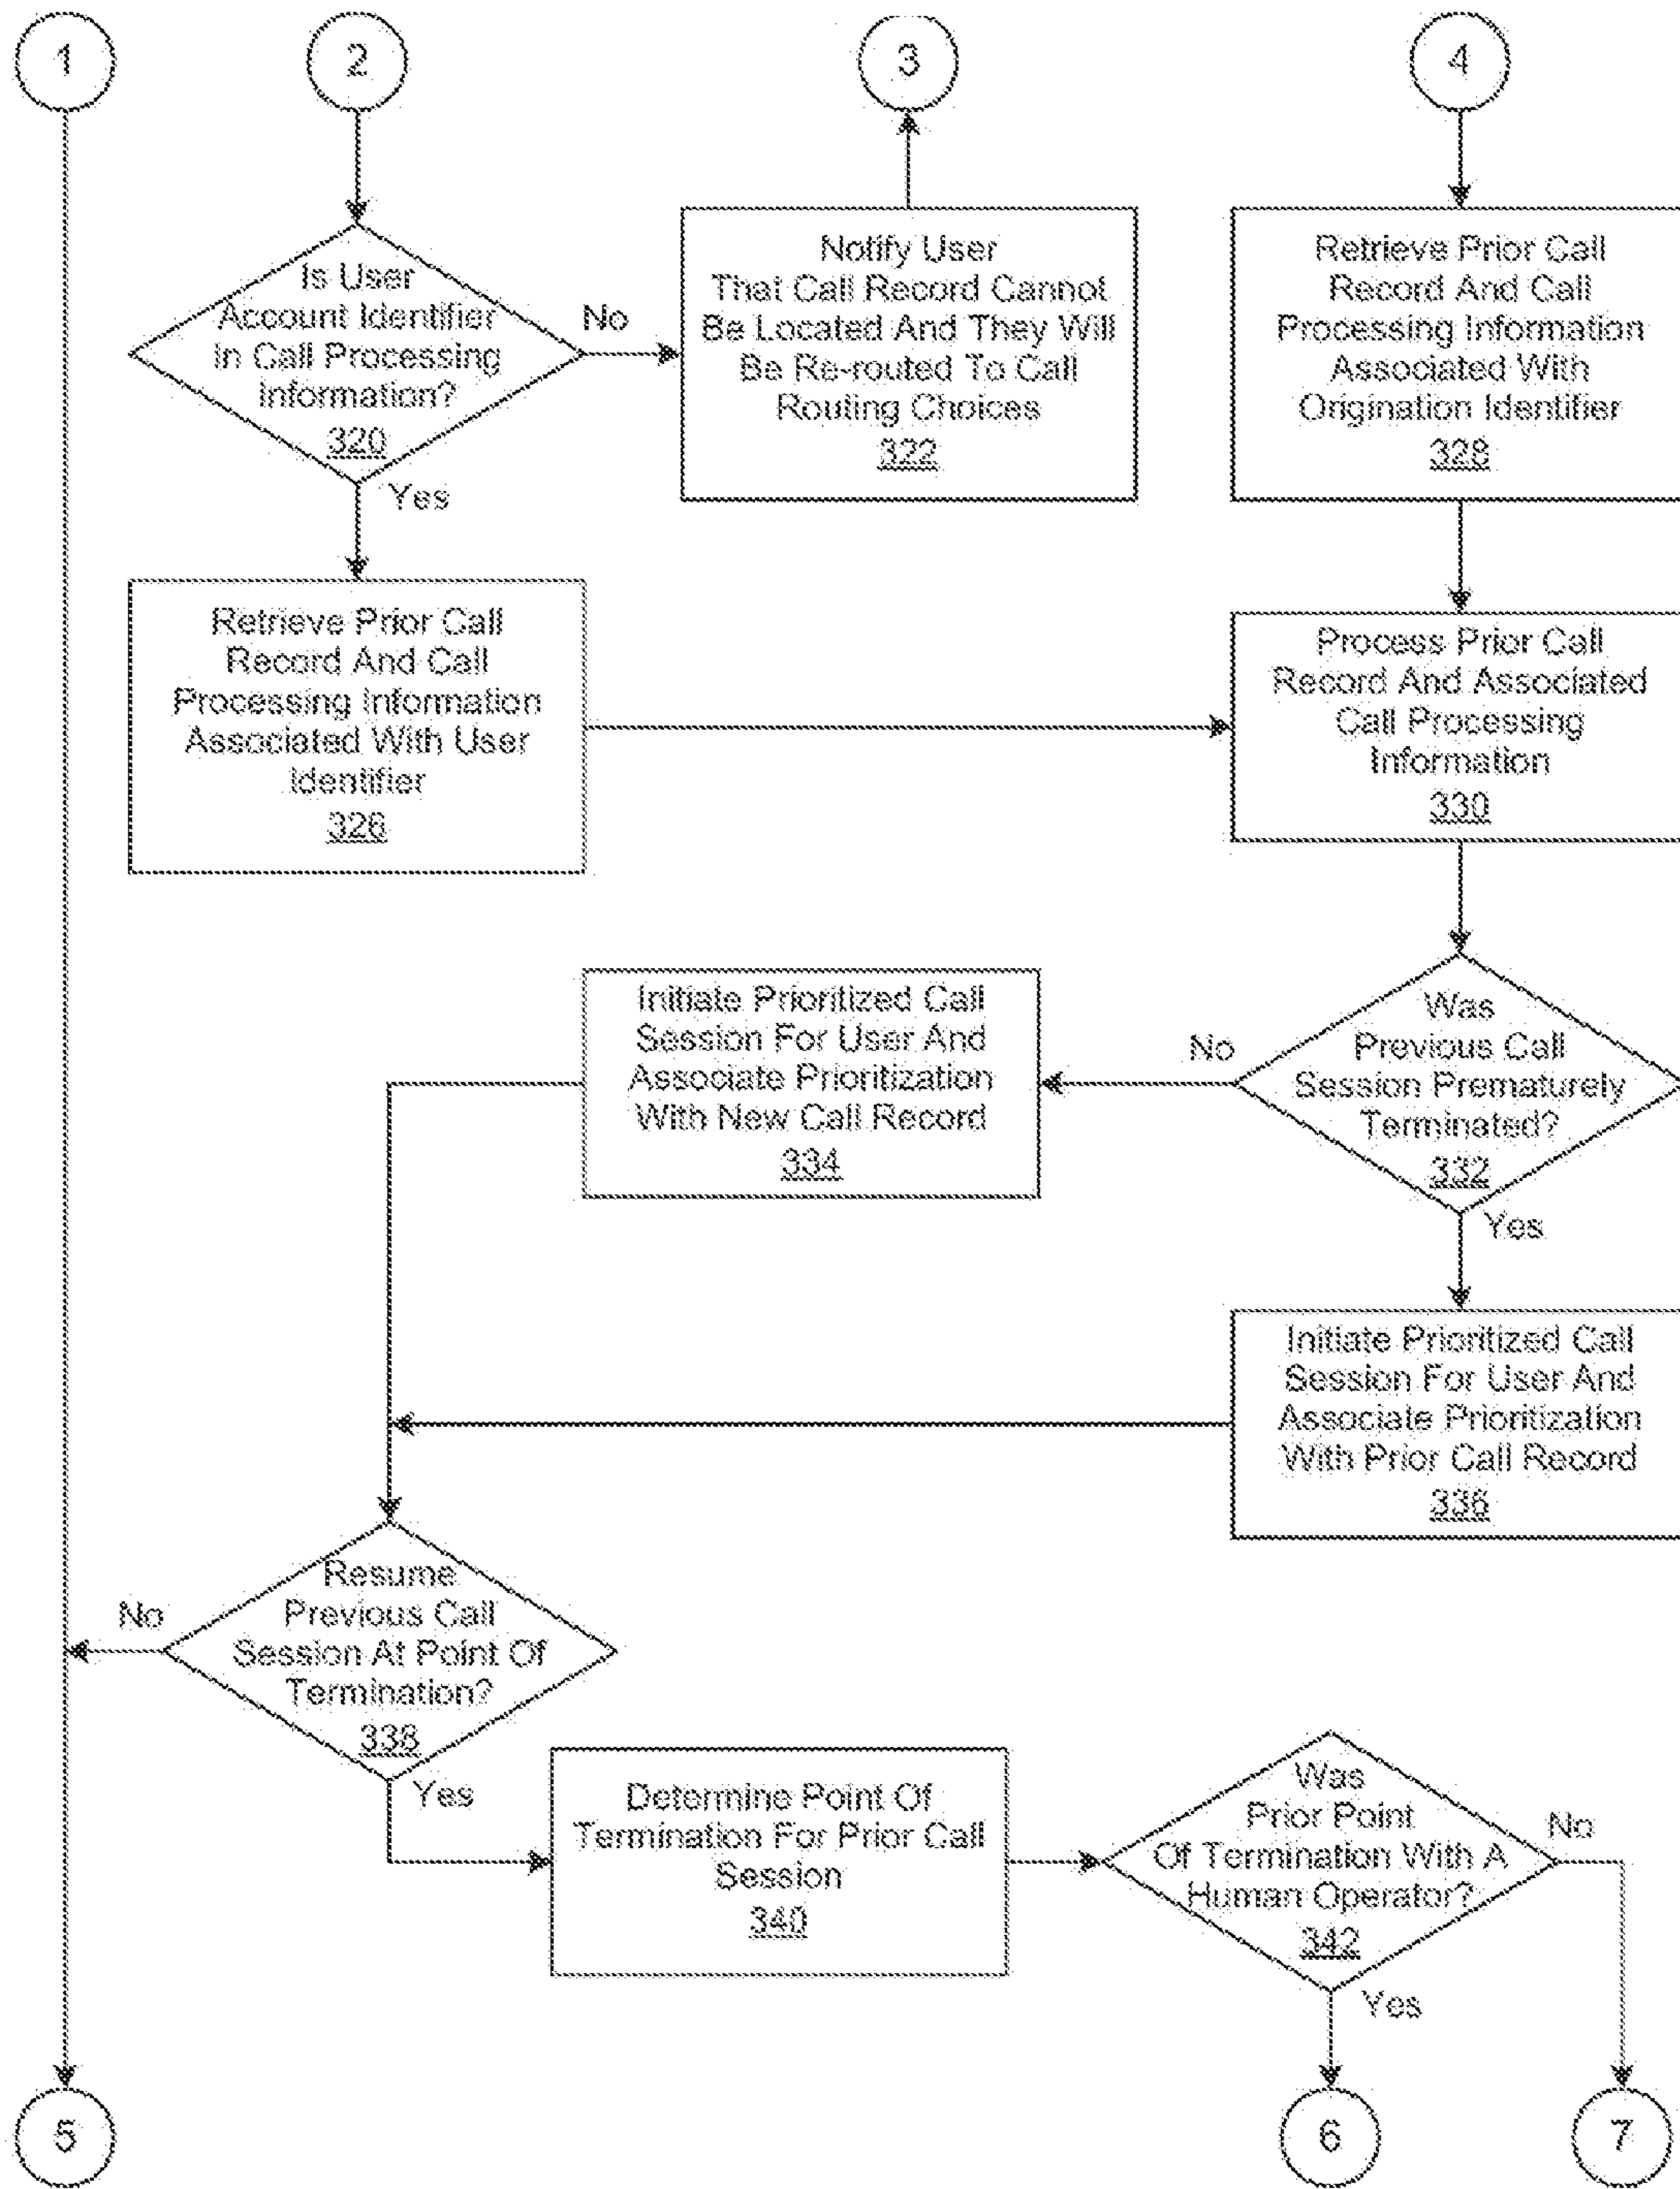 1
2
3
4
Is User
Account Identifier
In Call Processing
Information?
320
No
Yes
Notify User
That Call Record Cannot
Be Located And They Will
Be Re-routed To Call
Routing Choices
322
Retrieve Prior Call
Record And Call
Processing Information
Associated With
Origination Identifier
328
Retrieve Prior Call
Record And Call
Processing Information
Associated With User
Identifier
326
Process Prior Call
Record And Associated
Call Processing
Information
330
Initiate Prioritized Call
Session For User And
Associate Prioritization
With New Call Record
334
No
Was
Previous Call
Session Prematurely
Terminated?
332
Yes
Initiate Prioritized Call
Session For User And
Associate Prioritization
With Prior Call Record
336
No
Resume
Previous Call
Session At Point Of
Termination?
338
Yes
Determine Point Of
Termination For Prior Call
Session
340
Was
Prior Point
Of Termination With A
Human Operator?
342
No
Yes
5
6
7